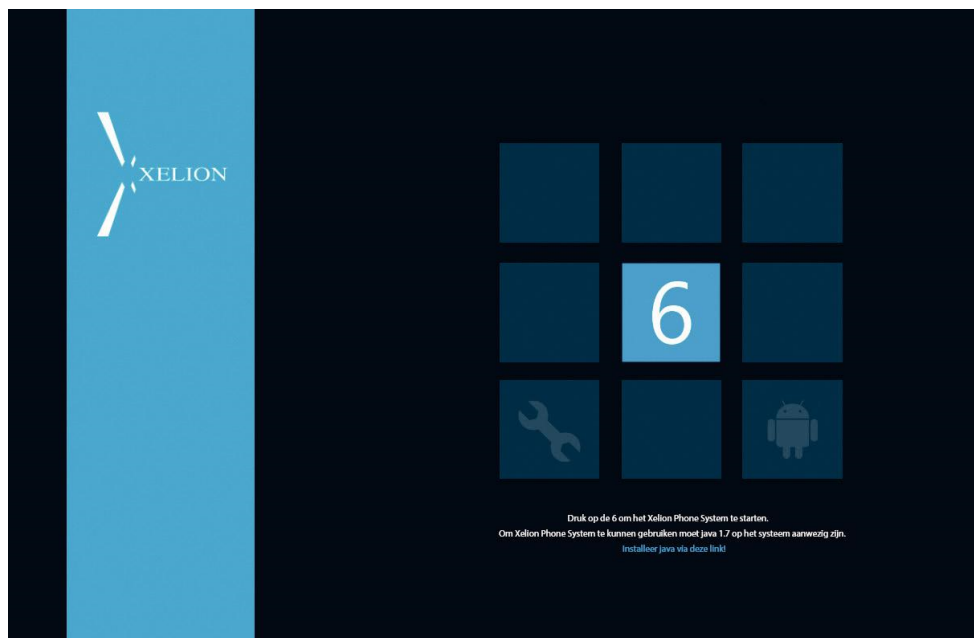 XELION
6
Druk op de 6 om het Xelion Phone System te starten.
Om Xelion Phone System te kunnen gebruiken moet java 1.7 op het systeem aanwezig zijn.
Installeer java via deze link!